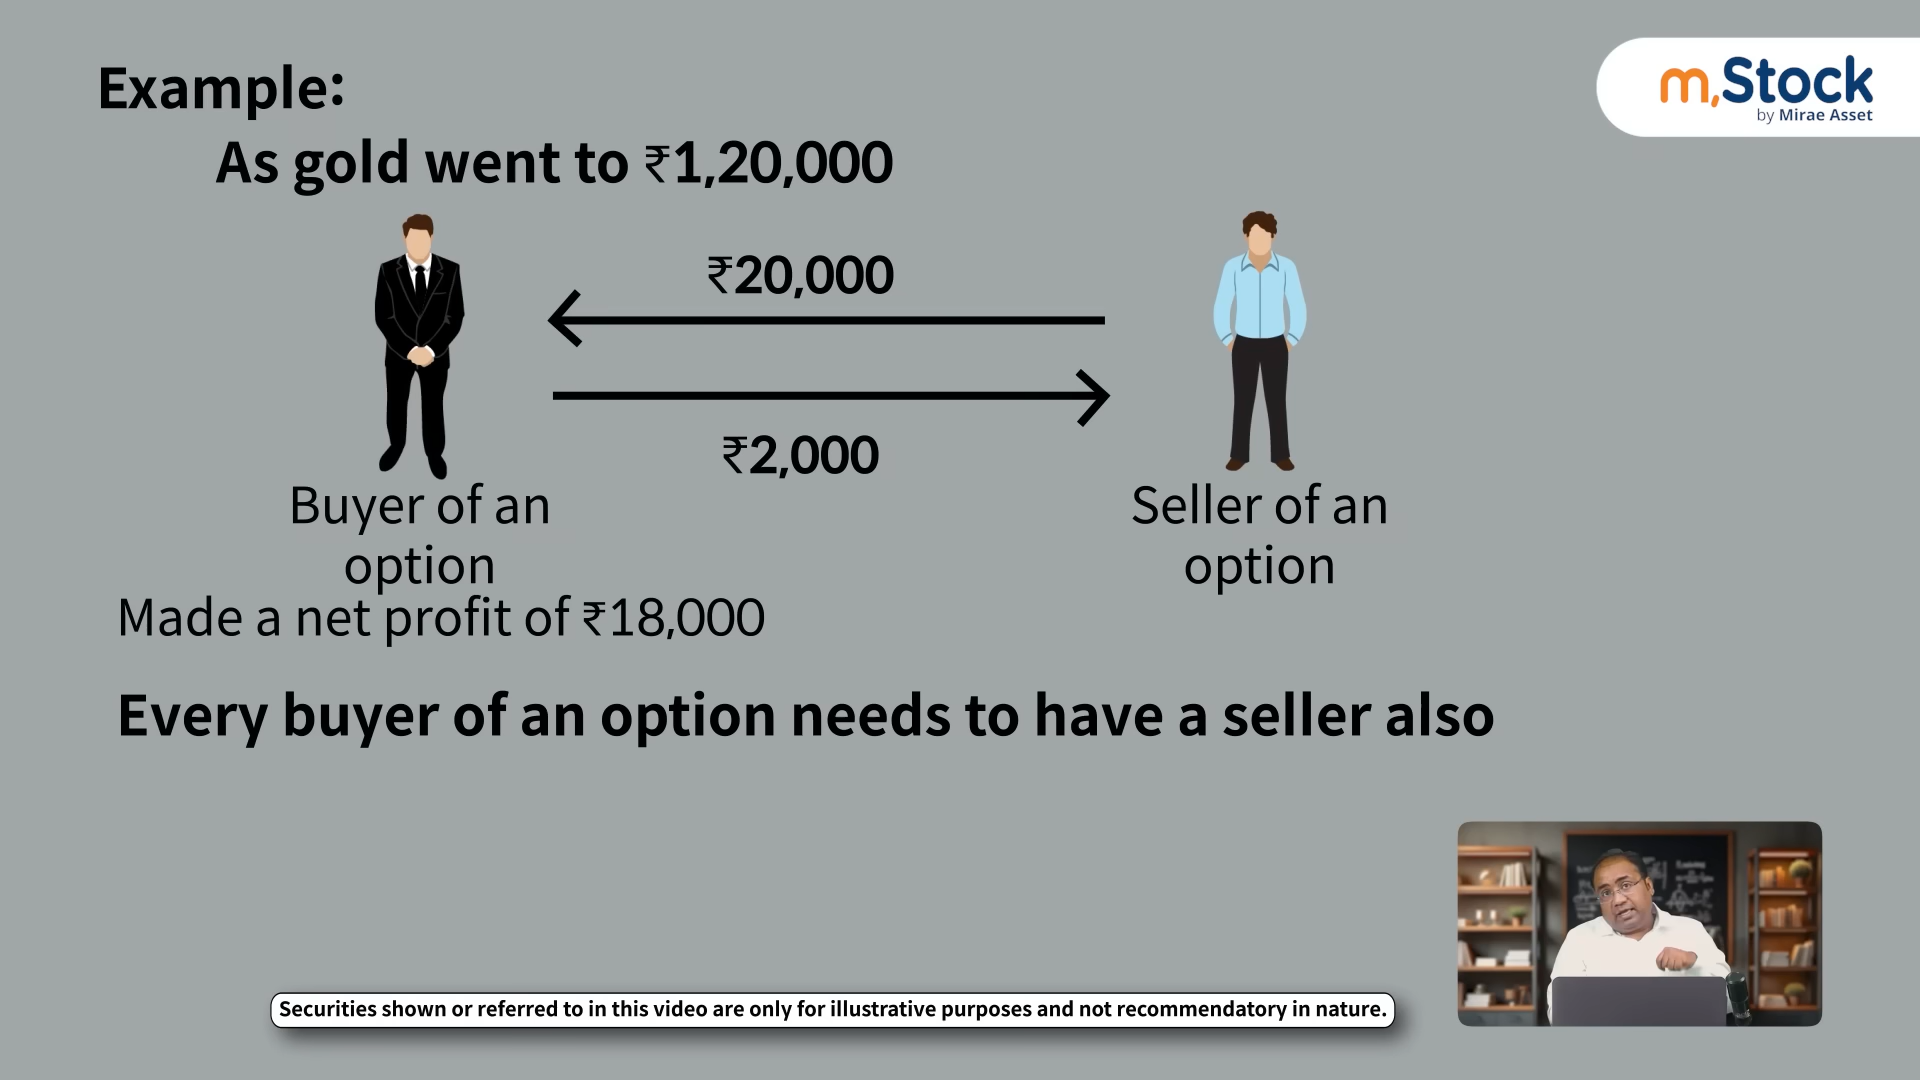 Example:
m.Stock
by Mirae Asset
As gold went to ₹1,20,000
₹20,000
₹2,000
Buyer of an
option
Seller of an
option
Made a net profit of ₹18,000
Every buyer of an option needs to have a seller also
Securities shown or referred to in this video are only for illustrative purposes and not recommendatory in nature.